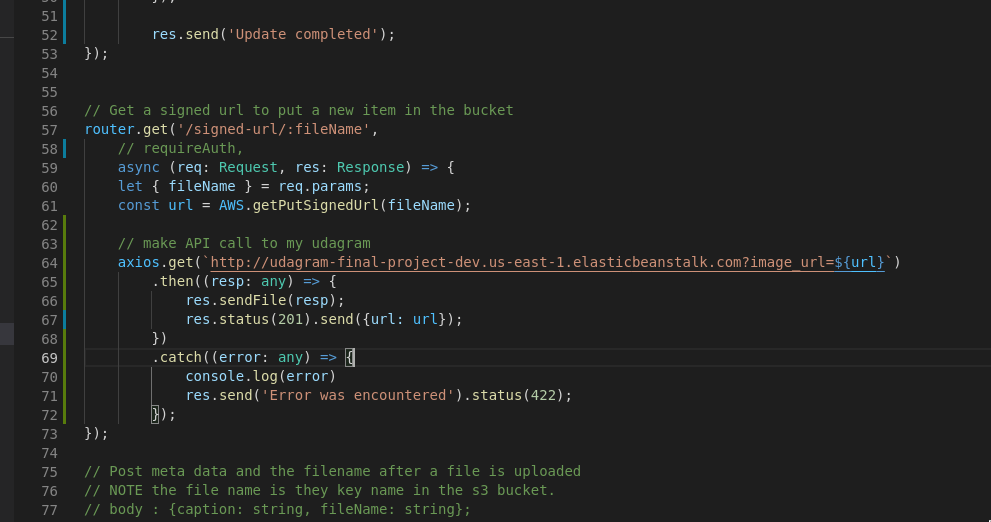 51
52 res.send('Update completed');
53 });
54
55
56 // Get a signed url to put a new item in the bucket
57 router.get('/signed-url/:fileName',
58 // requireAuth,
59 async (req: Request, res: Response) => {
60 let { fileName } = req.params;
61 const url = AWS.getPutSignedUrl(fileName);
62
63 // make API call to my udagram
64 axios.get(`http://udagram-final-project-dev.us-east-1.elasticbeanstalk.com?image_url=${url}`)
65 .then((resp: any) => {
66 res.sendFile(resp);
67 res.status(201).send({url: url});
68 })
69 .catch((error: any) => {
70 console.log(error)
71 res.send('Error was encountered').status(422);
72 });
73 });
74
75 // Post meta data and the filename after a file is uploaded
76 // NOTE the file name is they key name in the s3 bucket.
77 // body : {caption: string, fileName: string};